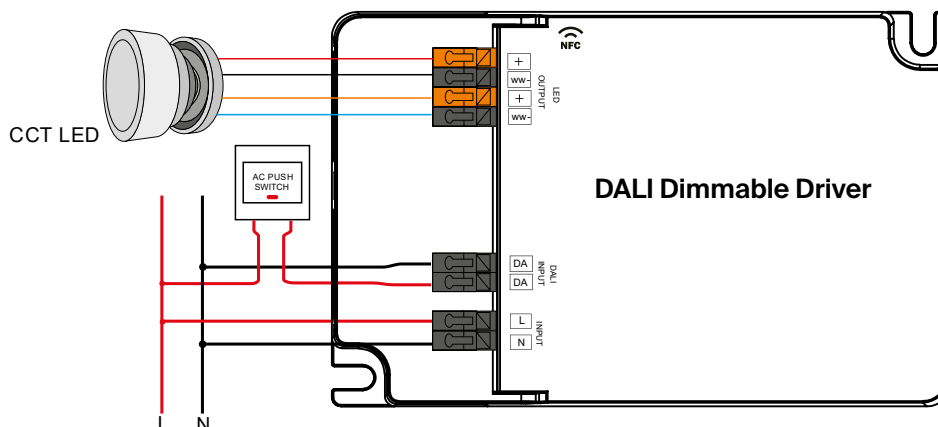 NFC
+
ww-
+
ww-
LED
OUTPUT
CCT LED
AC PUSH
SWITCH
DALI Dimmable Driver
DA
DA
DALI
INPUT
L
N
INPUT
L
N